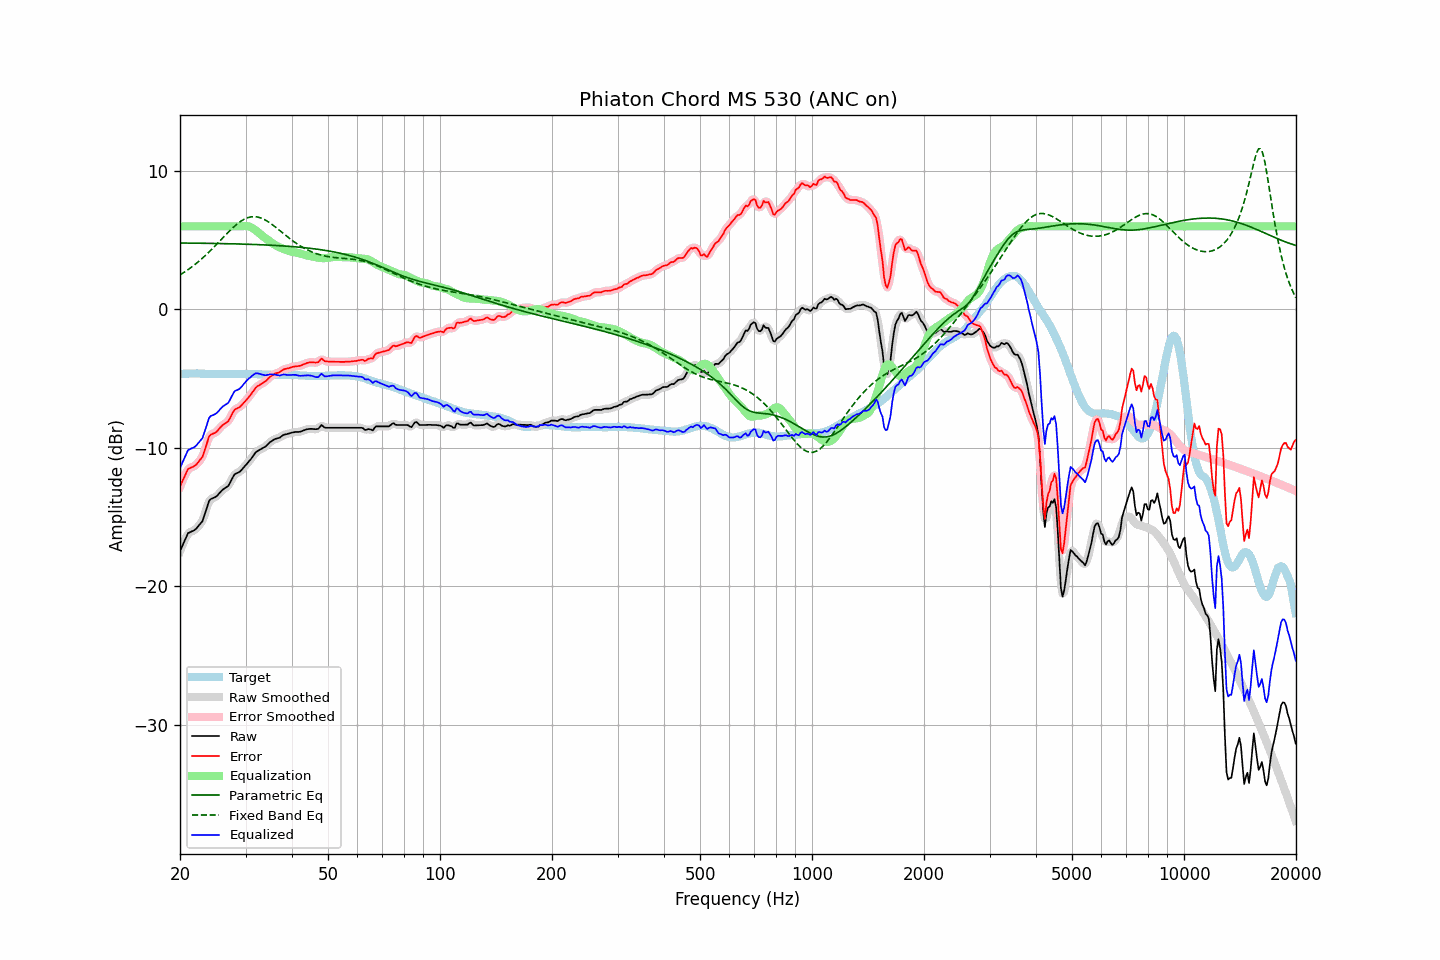 Phiaton Chord MS 530 (ANC on)
Amplitude (dBr)
10
0
−10
−20
−30
Target
Raw Smoothed
Error Smoothed
Raw
Error
Equalization
Parametric Eq
Fixed Band Eq
Equalized
20 50 100 200 500 1000 2000 5000 10000 20000
Frequency (Hz)